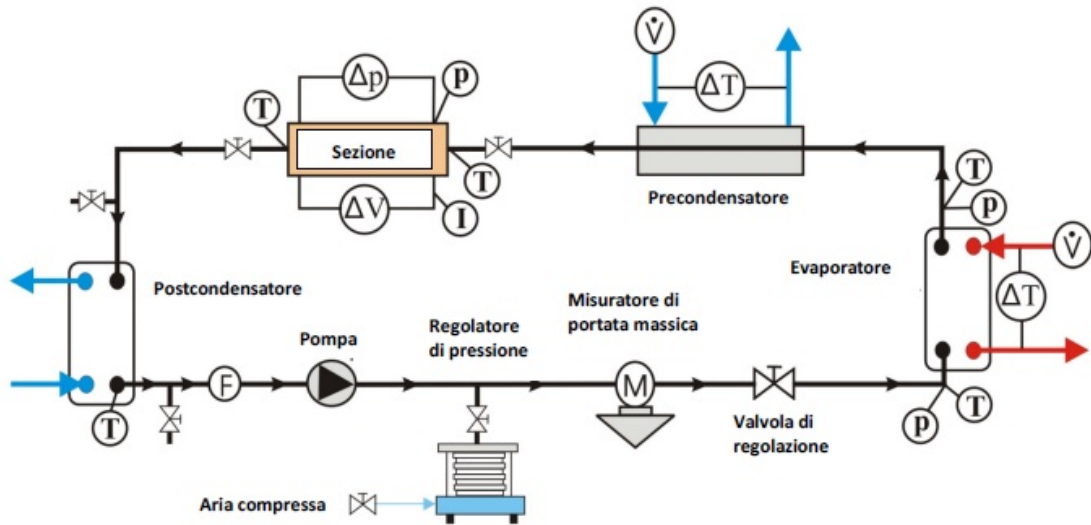 V̇
Δp
p
ΔT
T
Sezione
T
Precondensatore
T
p
ΔV
I
Evaporatore
V̇
ΔT
Postcondensatore
Misuratore di
portata massica
Regolatore
di pressione
Pompa
F
M
T
p
T
Valvola di
regolazione
Aria compressa